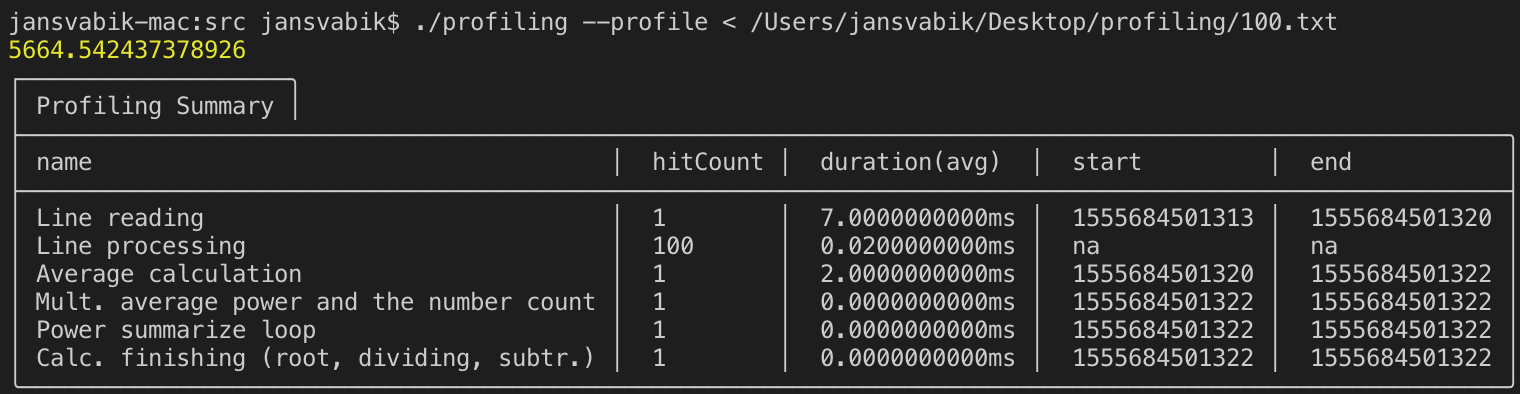 jansvabik-mac:src jansvabik$ ./profiling --profile < /Users/jansvabik/Desktop/profiling/100.txt
5664.542437378926
Profiling Summary
name | hitCount | duration(avg) | start | end
Line reading | 1 | 7.0000000000ms | 1555684501313 | 1555684501320
Line processing | 100 | 0.0200000000ms | na | na
Average calculation | 1 | 2.0000000000ms | 1555684501320 | 1555684501322
Mult. average power and the number count | 1 | 0.0000000000ms | 1555684501322 | 1555684501322
Power summarize loop | 1 | 0.0000000000ms | 1555684501322 | 1555684501322
Calc. finishing (root, dividing, subtr.) | 1 | 0.0000000000ms | 1555684501322 | 1555684501322